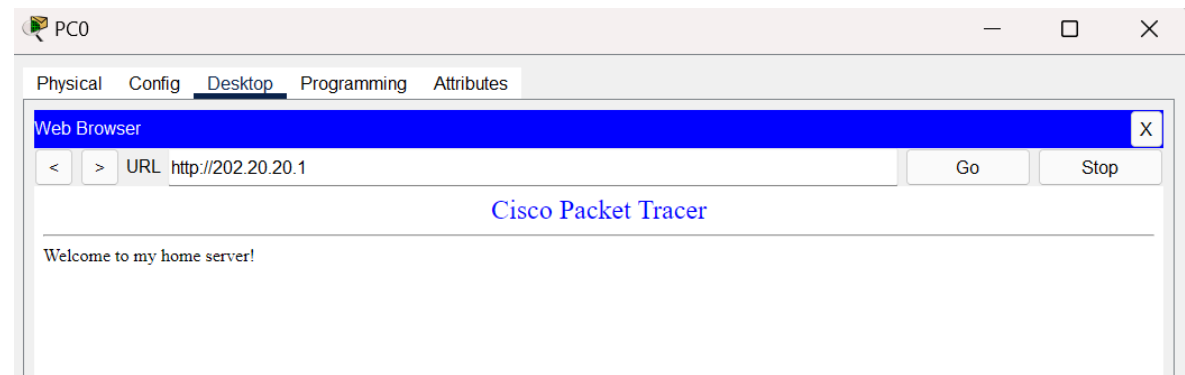 PC0
Physical Config Desktop Programming Attributes
Web Browser X
< > URL http://202.20.20.1 Go Stop
Cisco Packet Tracer
Welcome to my home server!